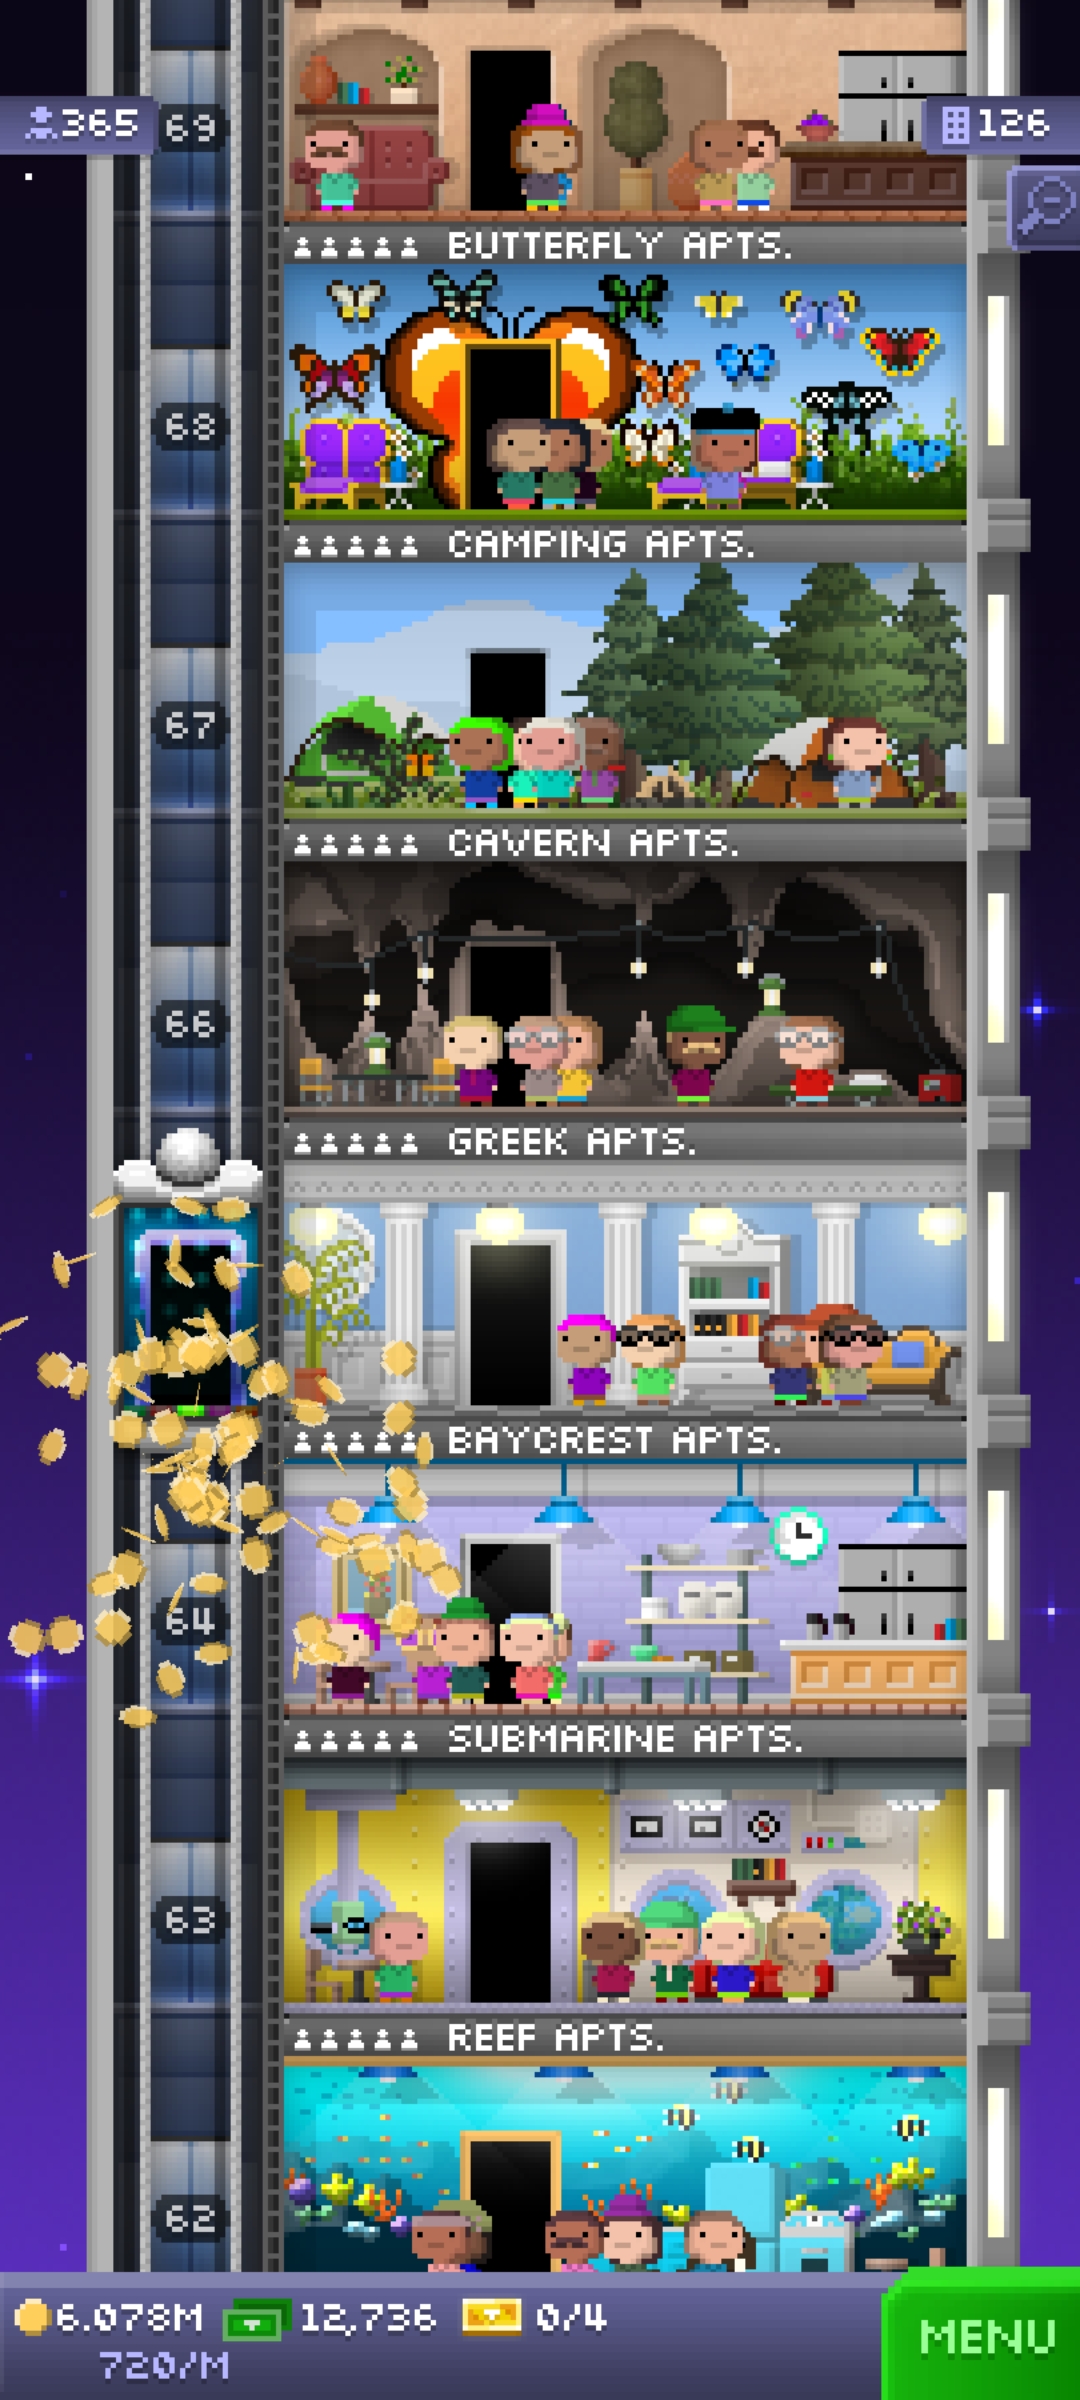 365
69
126
BUTTERFLY APTS.
68
CAMPING APTS.
67
CAVERN APTS.
66
GREEK APTS.
BAYCREST APTS.
64
SUBMARINE APTS.
63
REEF APTS.
62
6.078M 12,736 0/4
MENU
720/M